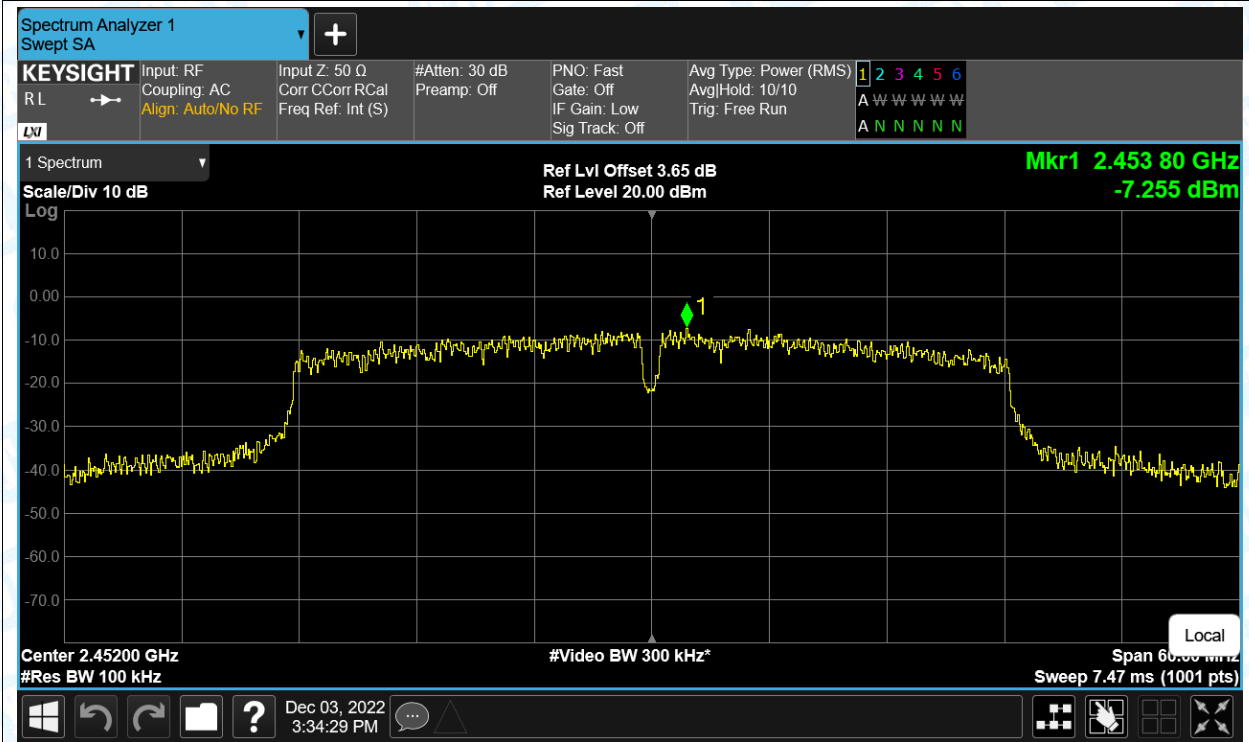 Spectrum Analyzer 1
Swept SA
+
KEYSIGHT
R L
LXI
Input: RF
Coupling: AC
Align: Auto/No RF
Input Z: 50 Ω
Corr CCorr RCal
Freq Ref: Int (S)
#Atten: 30 dB
Preamp: Off
PNO: Fast
Gate: Off
IF Gain: Low
Sig Track: Off
Avg Type: Power (RMS)
Avg|Hold: 10/10
Trig: Free Run
1 2 3 4 5 6
A W W W W W
A N N N N N
1 Spectrum
Scale/Div 10 dB
Log
Ref Lvl Offset 3.65 dB
Ref Level 20.00 dBm
Mkr1 2.453 80 GHz
-7.255 dBm
10.0
0.00
1
-10.0
-20.0
-30.0
-40.0
-50.0
-60.0
-70.0
Center 2.45200 GHz
#Res BW 100 kHz
#Video BW 300 kHz*
Local
Span 60.00 MHz
Sweep 7.47 ms (1001 pts)
?
Dec 03, 2022
3:34:29 PM